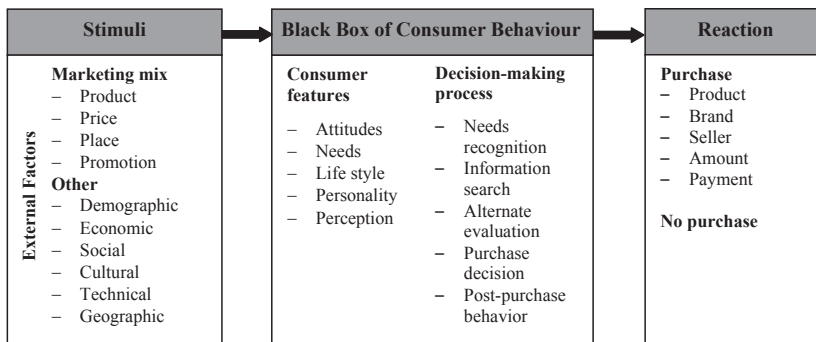 Stimuli
External Factors
Marketing mix
– Product
– Price
– Place
– Promotion
Other
– Demographic
– Economic
– Social
– Cultural
– Technical
– Geographic
Black Box of Consumer Behaviour
Consumer
features
– Attitudes
– Needs
– Life style
– Personality
– Perception
Decision-making
process
– Needs
recognition
– Information
search
– Alternate
evaluation
– Purchase
decision
– Post-purchase
behavior
Reaction
Purchase
– Product
– Brand
– Seller
– Amount
– Payment
No purchase